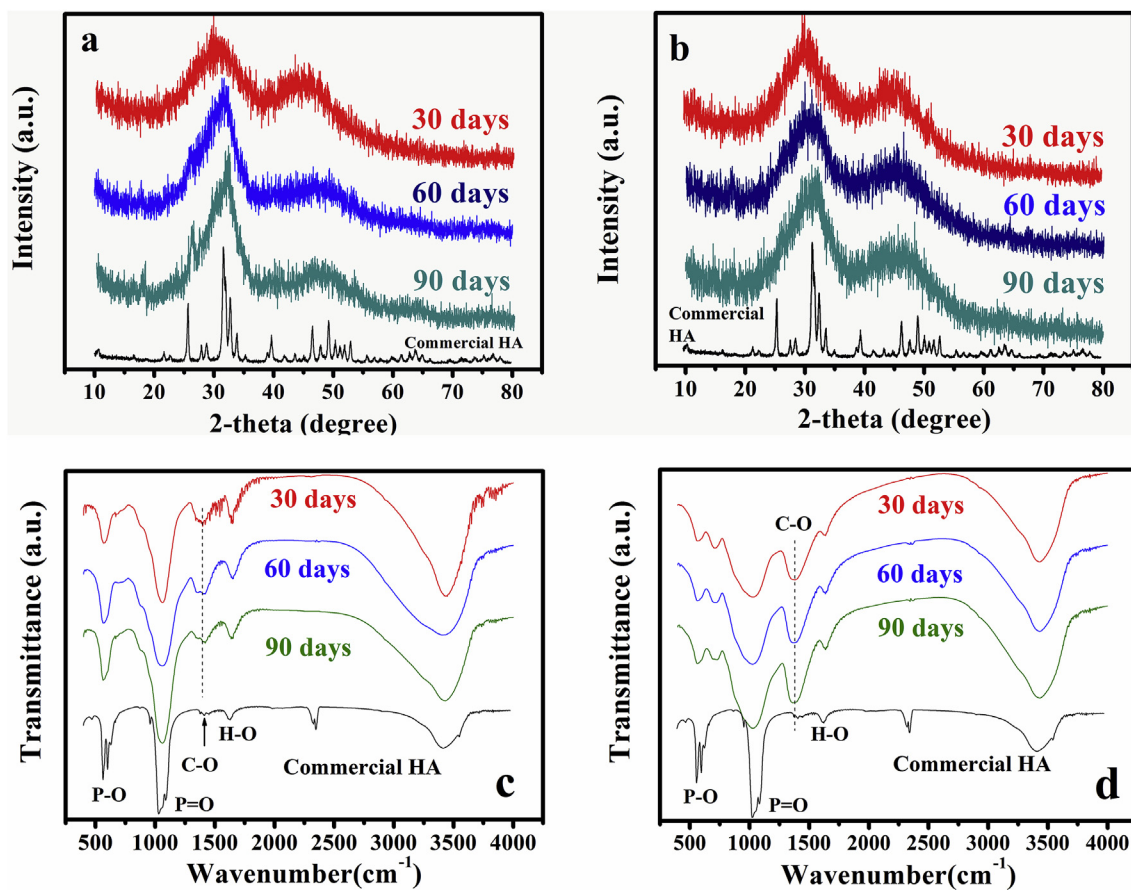 a
30 days
60 days
90 days
Commercial HA
Intensity (a.u.)
10 20 30 40 50 60 70 80
2-theta (degree)
b
30 days
60 days
90 days
Commercial
HA
Intensity (a.u.)
10 20 30 40 50 60 70 80
2-theta (degree)
30 days
60 days
90 days
H-O
C-O
Commercial HA
P-O
P=O
c
Transmittance (a.u.)
500 1000 1500 2000 2500 3000 3500 4000
Wavenumber(cm-1)
30 days
C-O
60 days
90 days
H-O
Commercial HA
P-O
P=O
d
Transmittance (a.u.)
500 1000 1500 2000 2500 3000 3500 4000
Wavenumber(cm-1)